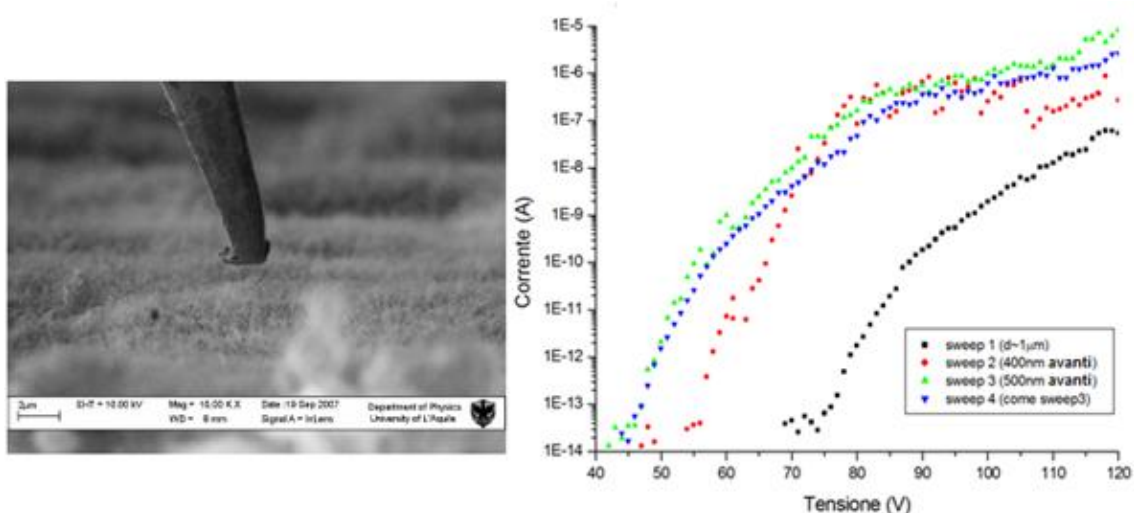 2μm
EHT = 10.00 kV
Mag = 10.00 K X
Date :19 Sep 2007
Department of Physics
WD = 8 mm
Signal A = InLens
University of L'Aquila
Corrente (A)
1E-5
1E-6
1E-7
1E-8
1E-9
1E-10
1E-11
1E-12
1E-13
1E-14
sweep 1 (d~1μm)
sweep 2 (400nm avanti)
sweep 3 (500nm avanti)
sweep 4 (come sweep3)
40 50 60 70 80 90 100 110 120
Tensione (V)